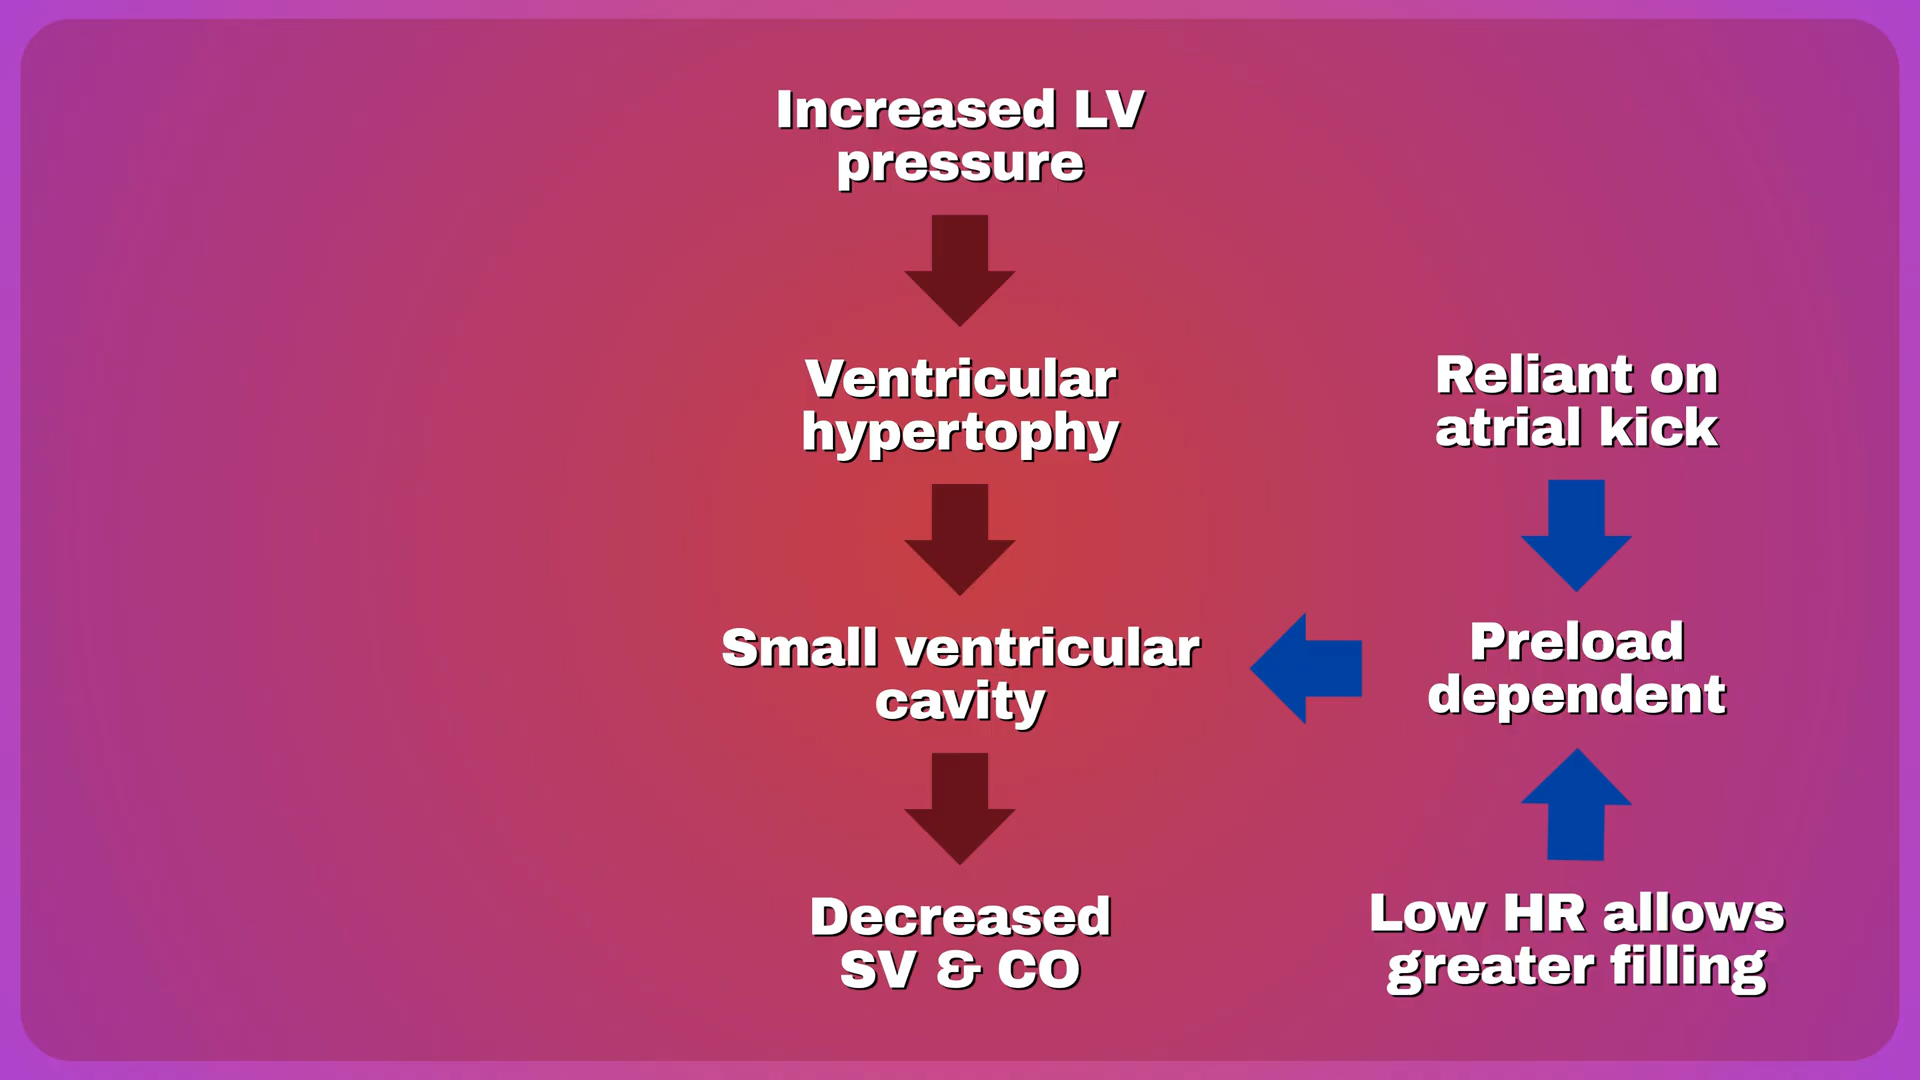 Increased LV
pressure
Ventricular
hypertophy
Small ventricular
cavity
Decreased
SV & CO
Reliant on
atrial kick
Preload
dependent
Low HR allows
greater filling